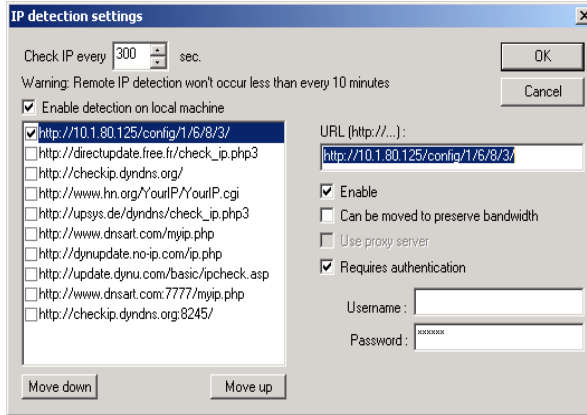 IP detection settings
Check IP every 300 sec.
OK
Warning: Remote IP detection won't occur less than every 10 minutes
Cancel
Enable detection on local machine
http://10.1.80.125/config/1/6/8/3/
http://directupdate.free.fr/check_ip.php3
http://checkip.dyndns.org/
http://www.hn.org/YourIP/YourIP.cgi
http://upsys.de/dyndns/check_ip.php3
http://www.dnsart.com/myip.php
http://dynupdate.no-ip.com/ip.php
http://update.dynu.com/basic/ipcheck.asp
http://www.dnsart.com:7777/myip.php
http://checkip.dyndns.org:8245/
URL (http://...) :
http://10.1.80.125/config/1/6/8/3/
Enable
Can be moved to preserve bandwidth
Use proxy server
Requires authentication
Username :
Password : xxxxxx
Move down
Move up